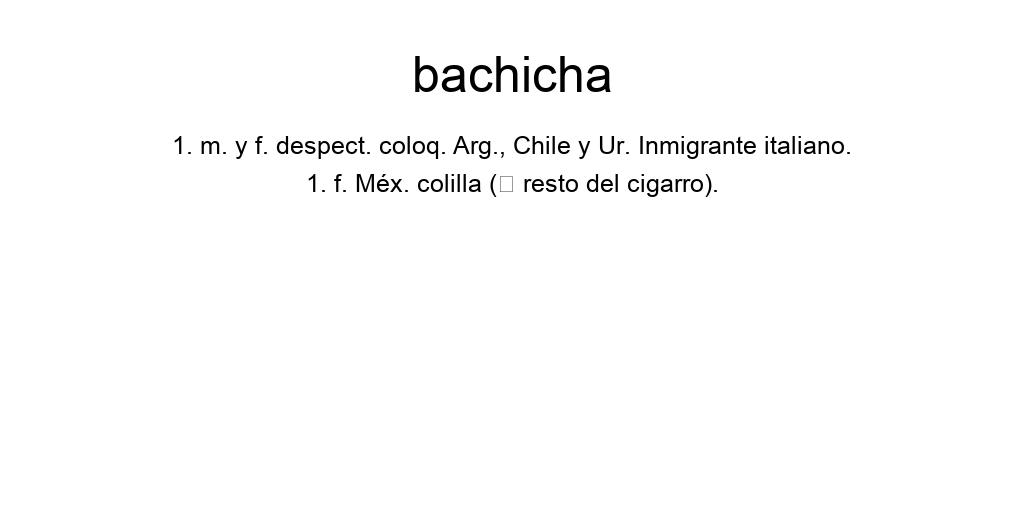 bachicha
1. m. y f. despect. coloq. Arg., Chile y Ur. Inmigrante italiano.
1. f. Méx. colilla (□ resto del cigarro).